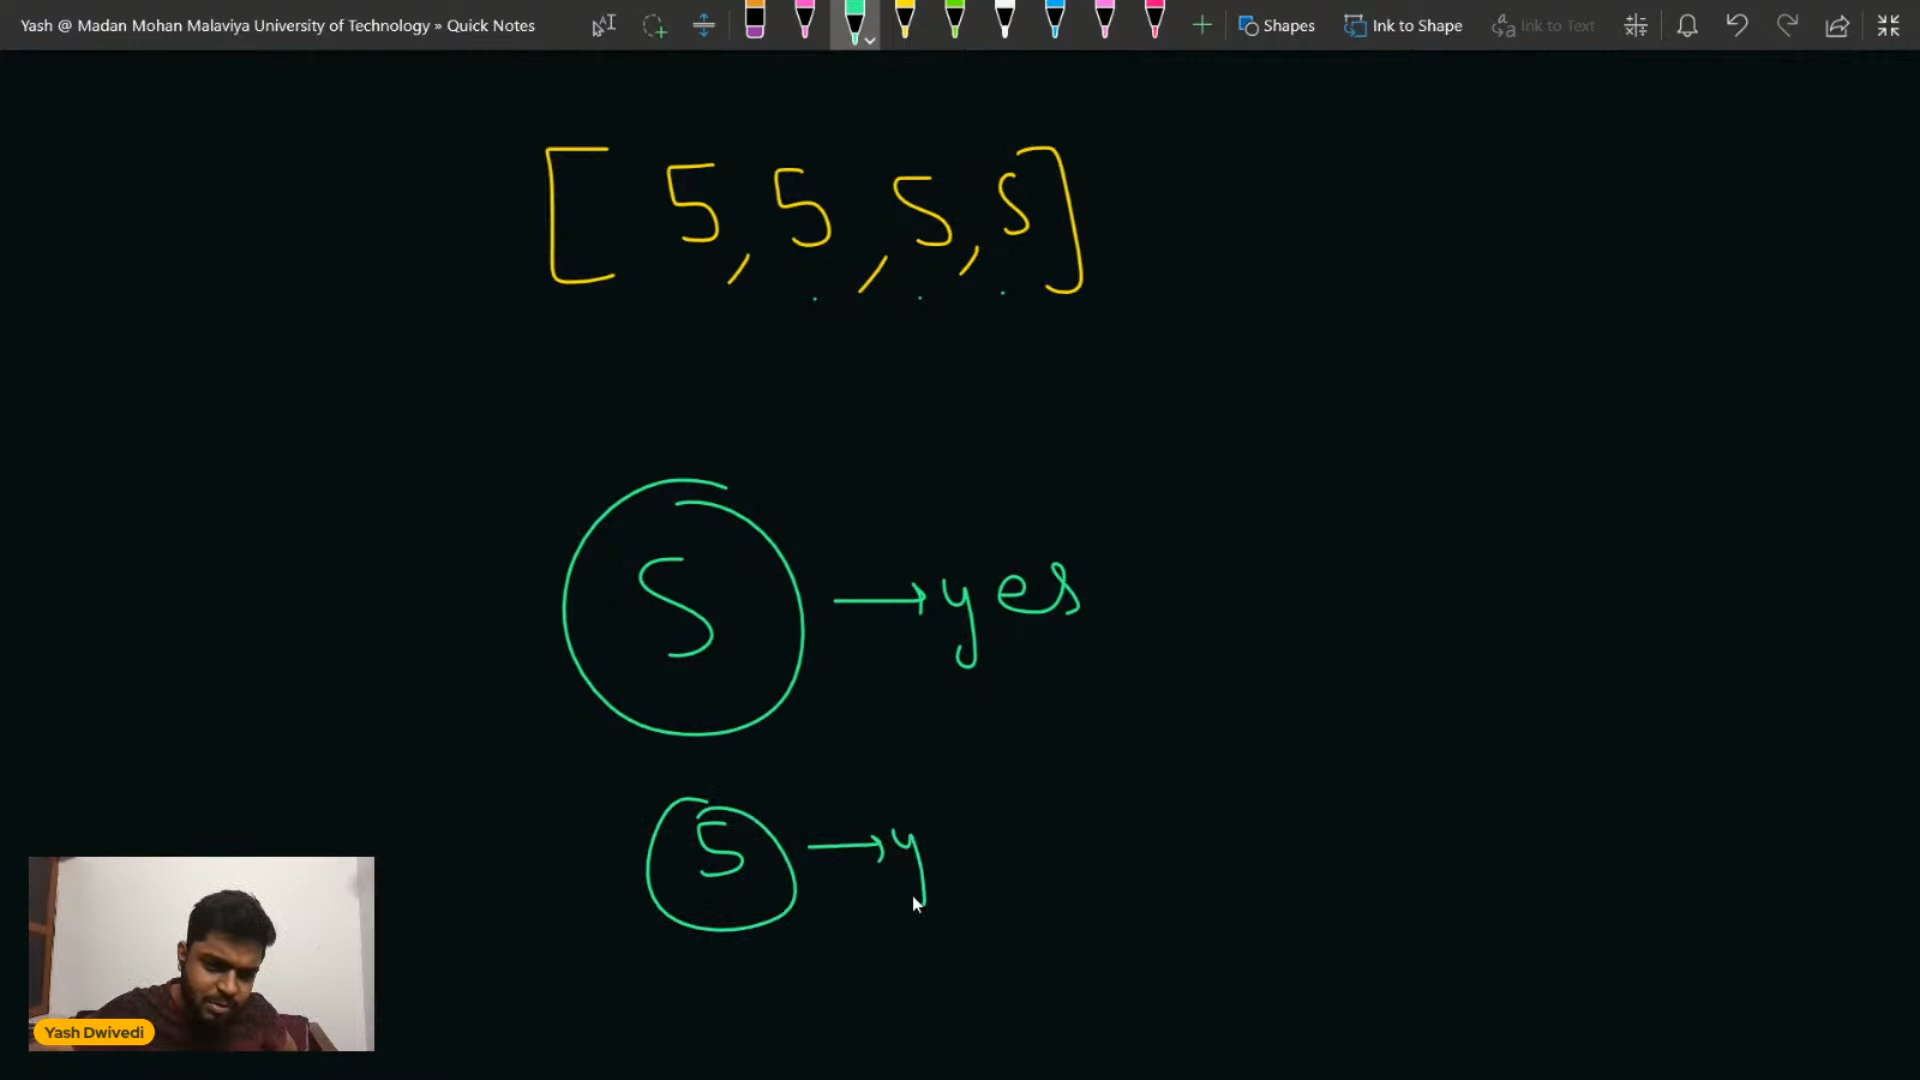 Yash @ Madan Mohan Malaviya University of Technology » Quick Notes
Shapes
Ink to Shape
Ink to Text
[ 5, 5, 5, 5]
5 → yes
5 → y
Yash Dwivedi